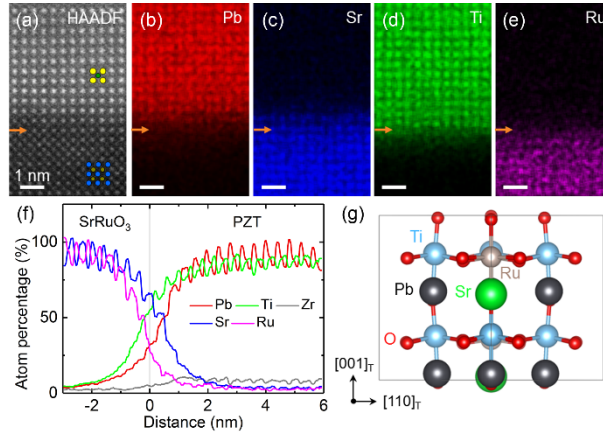 (a) HAADF
(b) Pb
(c) Sr
(d) Ti
(e) Ru
1 nm
(f)
SrRuO3
PZT
Atom percentage (%)
100
50
0
Pb Ti Zr
Sr Ru
-2 0 2 4 6
Distance (nm)
(g)
Ti
Ru
Pb
Sr
O
[001]T
[110]T